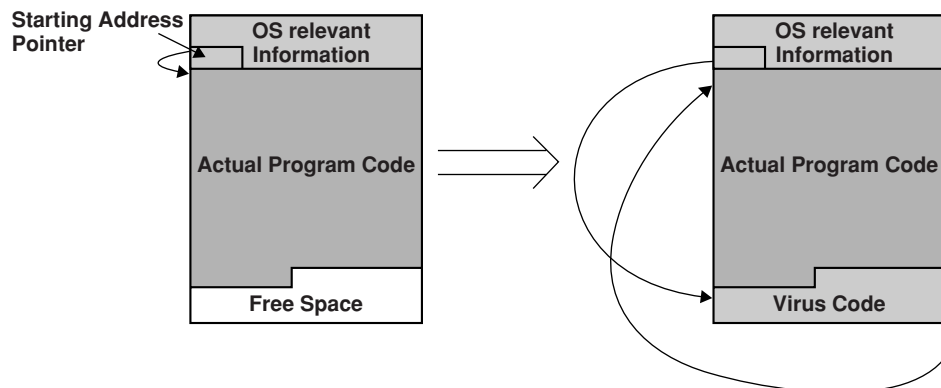 Starting Address
Pointer
OS relevant
Information
Actual Program Code
Free Space
OS relevant
Information
Actual Program Code
Virus Code